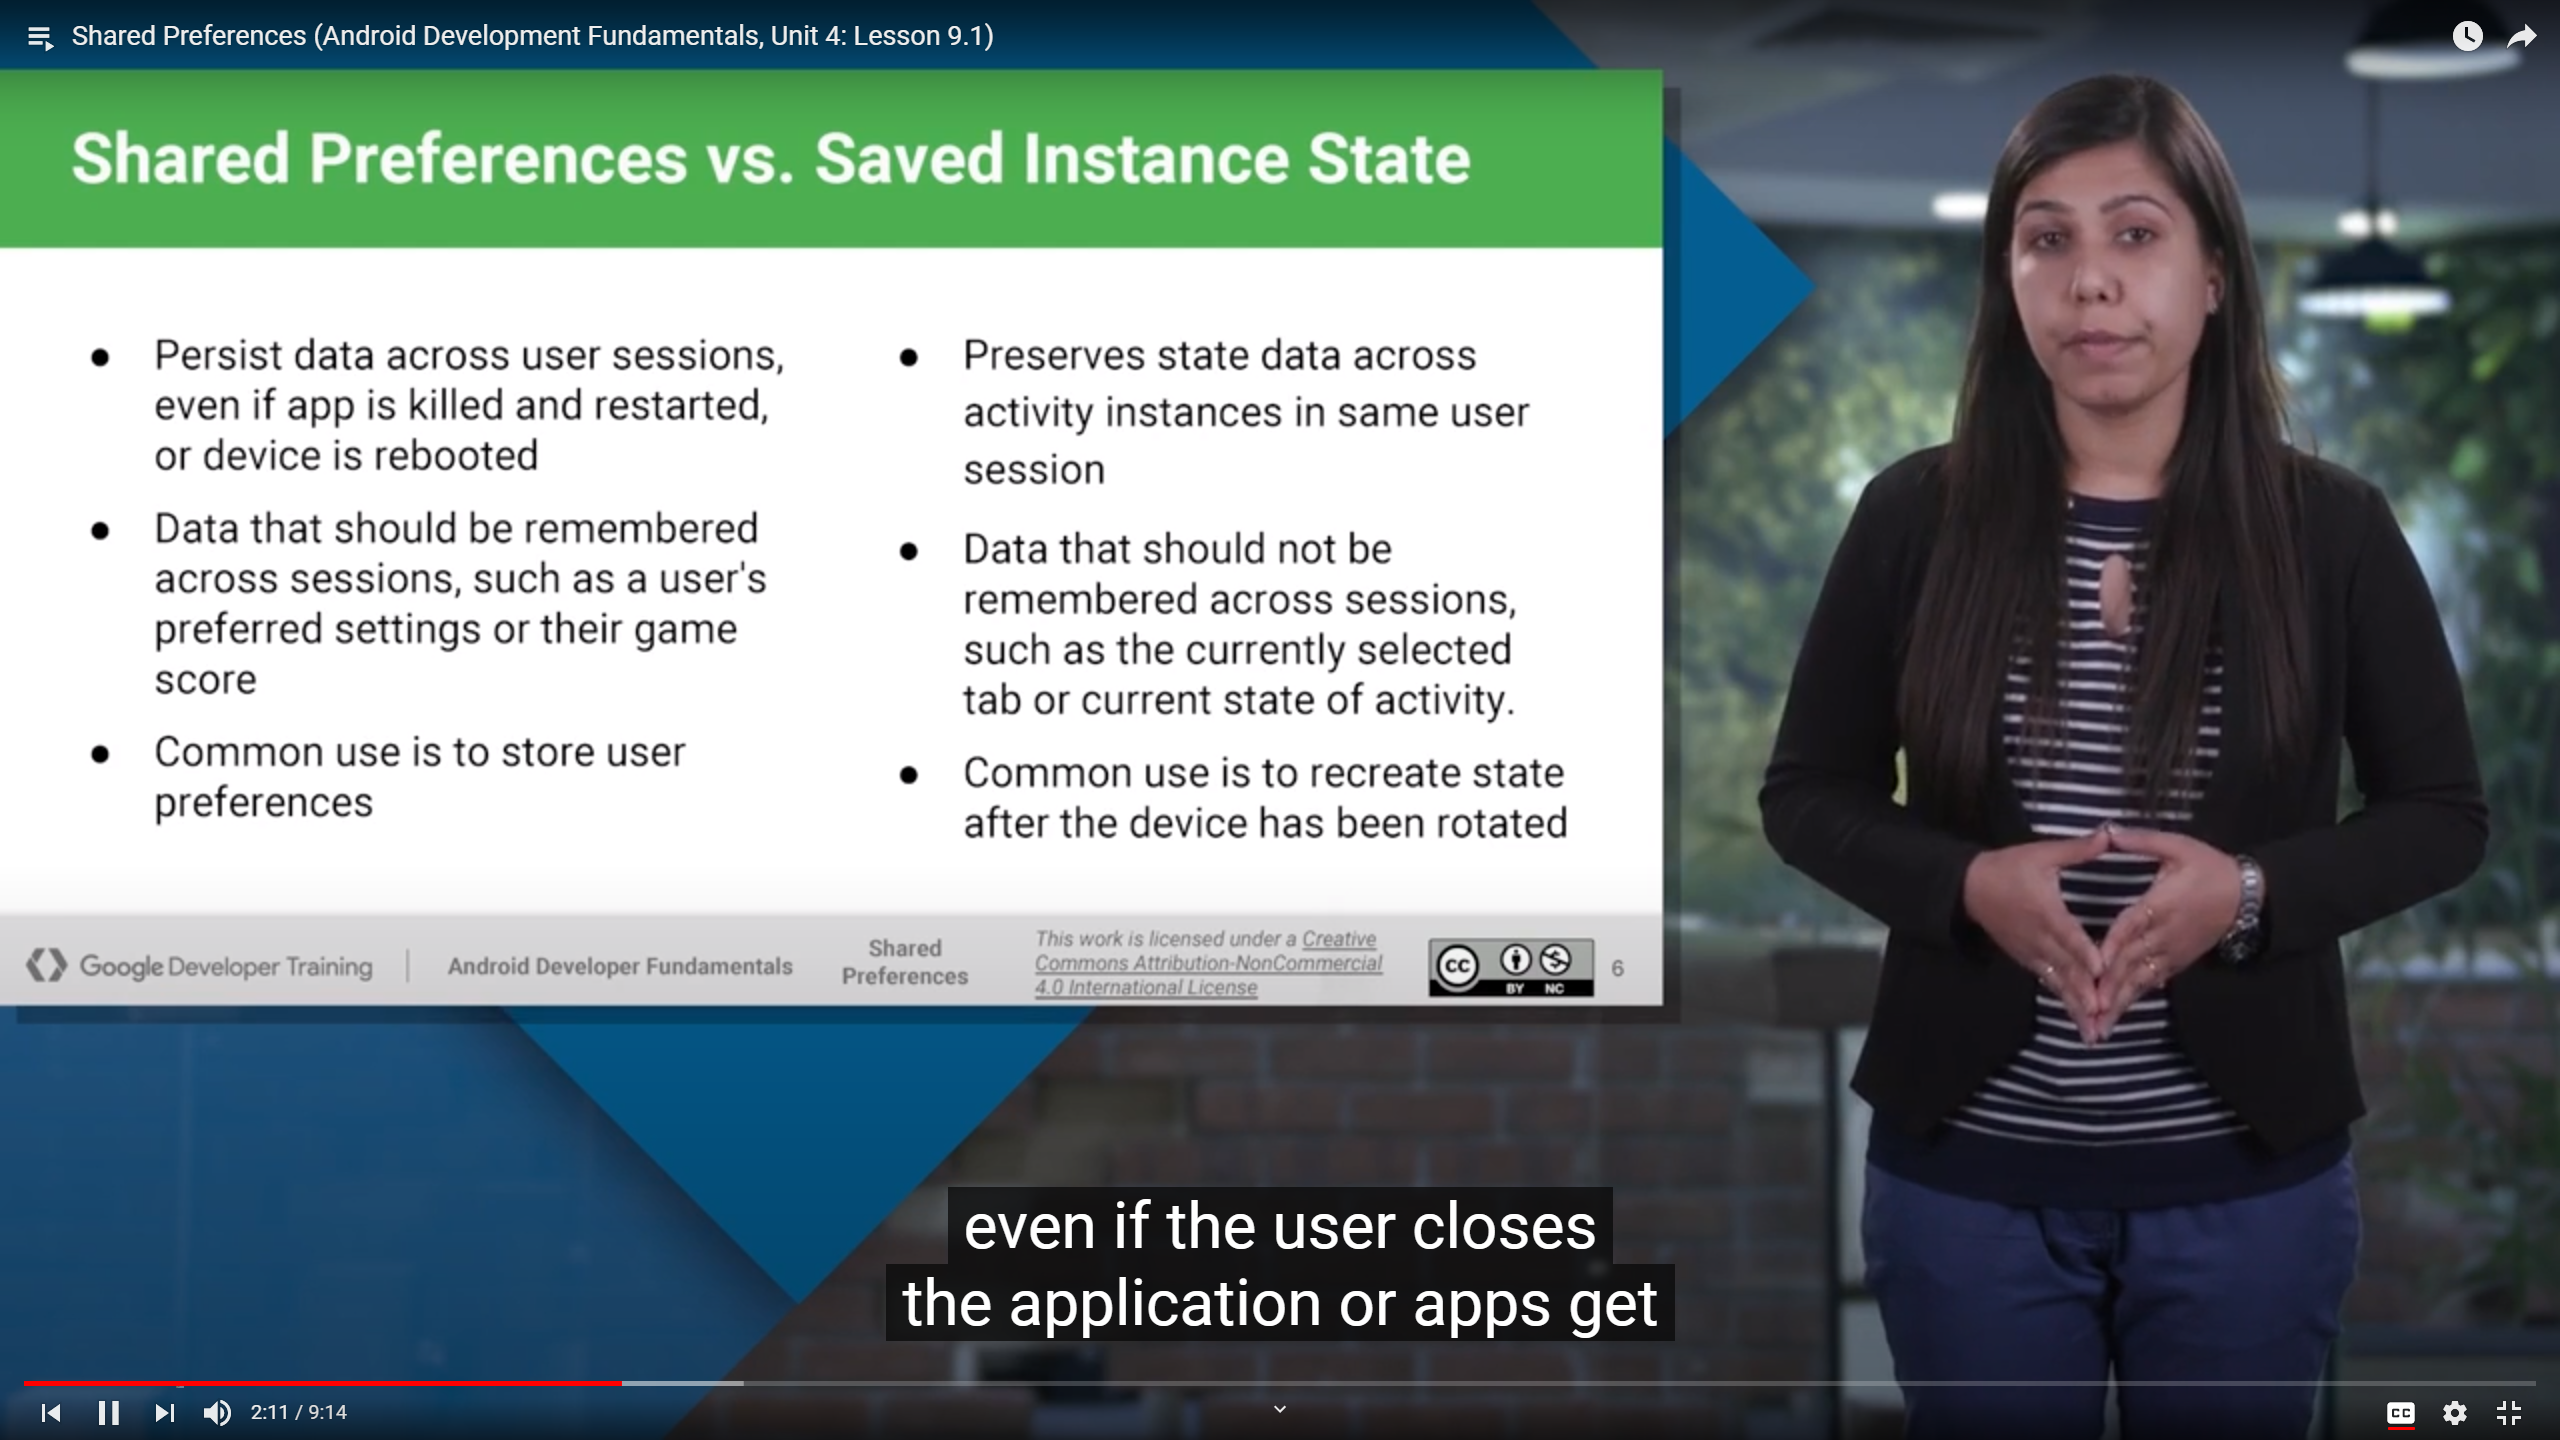 Shared Preferences (Android Development Fundamentals, Unit 4: Lesson 9.1)
Shared Preferences vs. Saved Instance State
● Persist data across user sessions,
even if app is killed and restarted,
or device is rebooted
● Data that should be remembered
across sessions, such as a user's
preferred settings or their game
score
● Common use is to store user
preferences
● Preserves state data across
activity instances in same user
session
● Data that should not be
remembered across sessions,
such as the currently selected
tab or current state of activity.
● Common use is to recreate state
after the device has been rotated
Google Developer Training
Android Developer Fundamentals
Shared
Preferences
This work is licensed under a Creative
Commons Attribution-NonCommercial
4.0 International License
cc
BY NC
6
even if the user closes
the application or apps get
2:11 / 9:14
CC